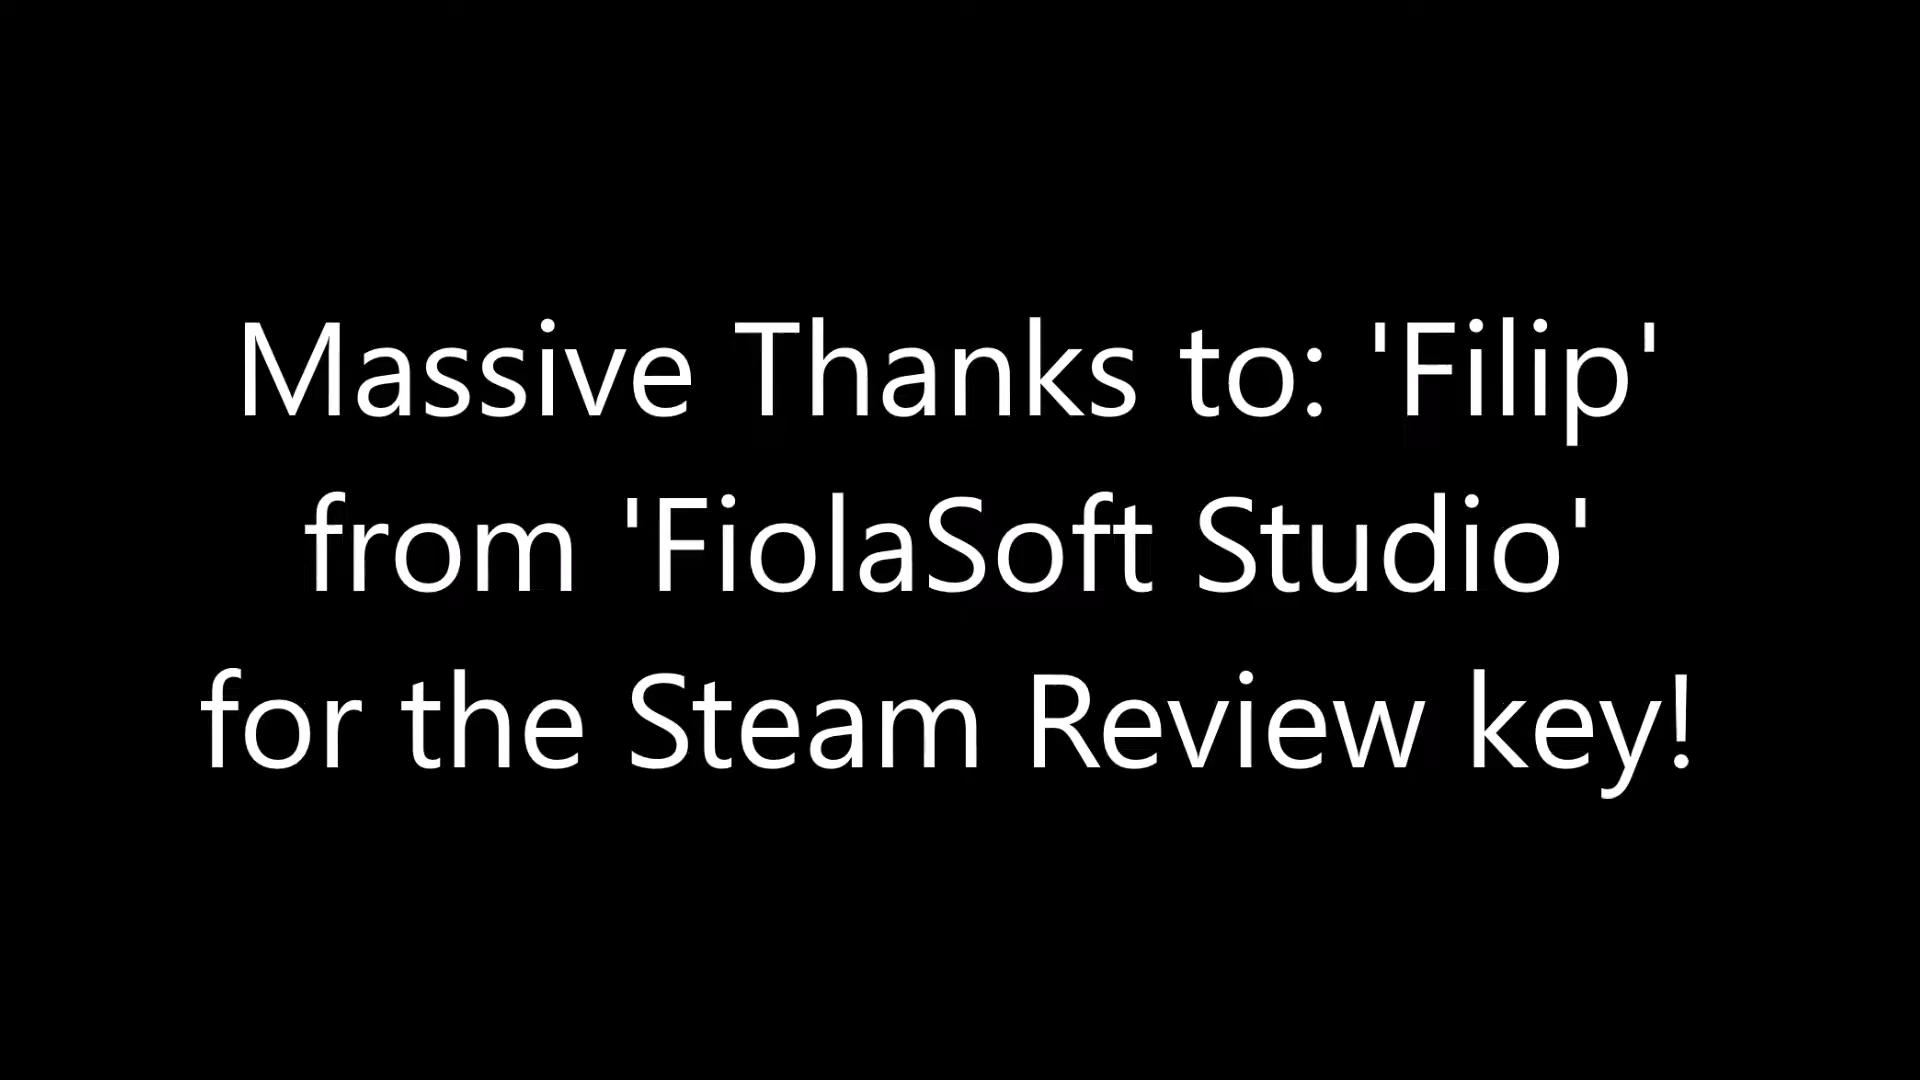 Massive Thanks to: 'Filip'
from 'FiolaSoft Studio'
for the Steam Review key!